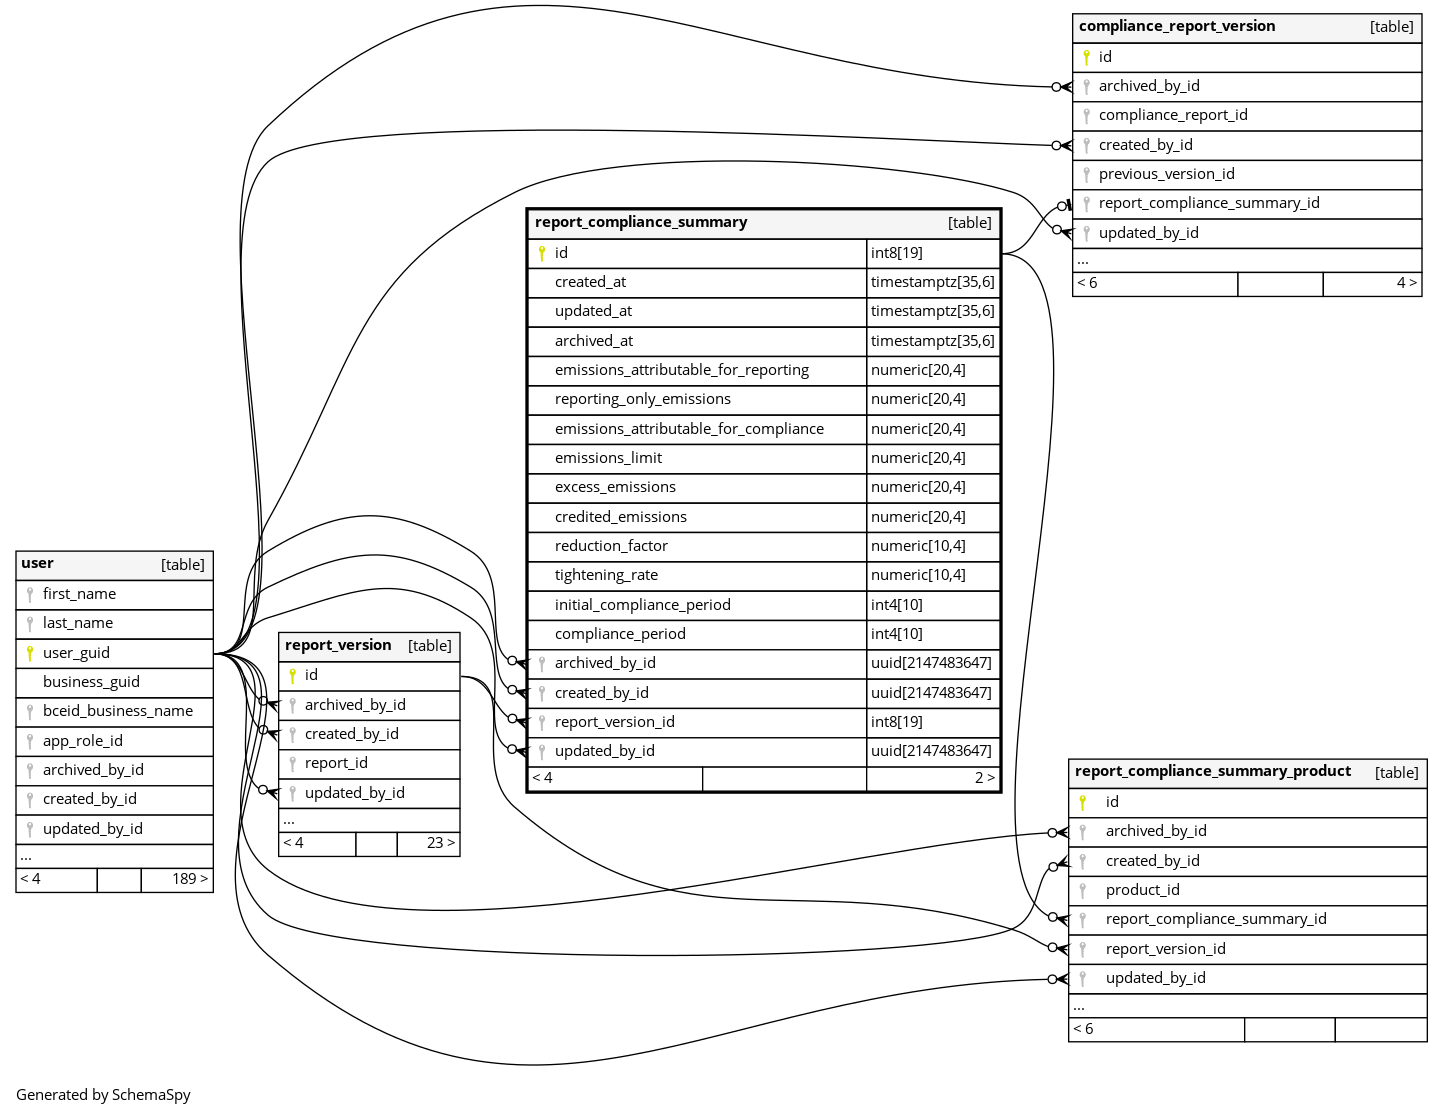 compliance_report_version [table]
id
archived_by_id
compliance_report_id
created_by_id
previous_version_id
report_compliance_summary_id
updated_by_id
...
< 6 4 >
report_compliance_summary [table]
id int8[19]
created_at timestamptz[35,6]
updated_at timestamptz[35,6]
archived_at timestamptz[35,6]
emissions_attributable_for_reporting numeric[20,4]
reporting_only_emissions numeric[20,4]
emissions_attributable_for_compliance numeric[20,4]
emissions_limit numeric[20,4]
excess_emissions numeric[20,4]
credited_emissions numeric[20,4]
reduction_factor numeric[10,4]
tightening_rate numeric[10,4]
initial_compliance_period int4[10]
compliance_period int4[10]
archived_by_id uuid[2147483647]
created_by_id uuid[2147483647]
report_version_id int8[19]
updated_by_id uuid[2147483647]
< 4 2 >
user [table]
first_name
last_name
user_guid
business_guid
bceid_business_name
app_role_id
archived_by_id
created_by_id
updated_by_id
...
< 4 189 >
report_version [table]
id
archived_by_id
created_by_id
report_id
updated_by_id
...
< 4 23 >
report_compliance_summary_product [table]
id
archived_by_id
created_by_id
product_id
report_compliance_summary_id
report_version_id
updated_by_id
...
< 6
Generated by SchemaSpy